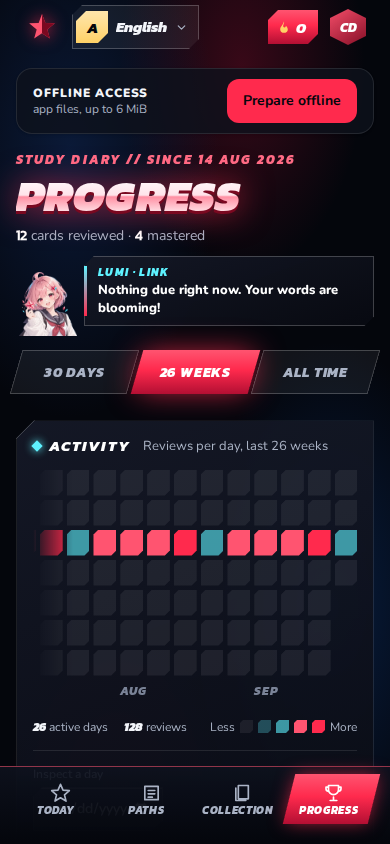 A English
0
CD
OFFLINE ACCESS
app files, up to 6 MiB
Prepare offline
STUDY DIARY // SINCE 14 AUG 2026
PROGRESS
12 cards reviewed · 4 mastered
LUMI · LINK
Nothing due right now. Your words are
blooming!
30 DAYS
26 WEEKS
ALL TIME
ACTIVITY Reviews per day, last 26 weeks
AUG SEP
26 active days 128 reviews Less More
Inspect a day
TODAY PATHS COLLECTION PROGRESS